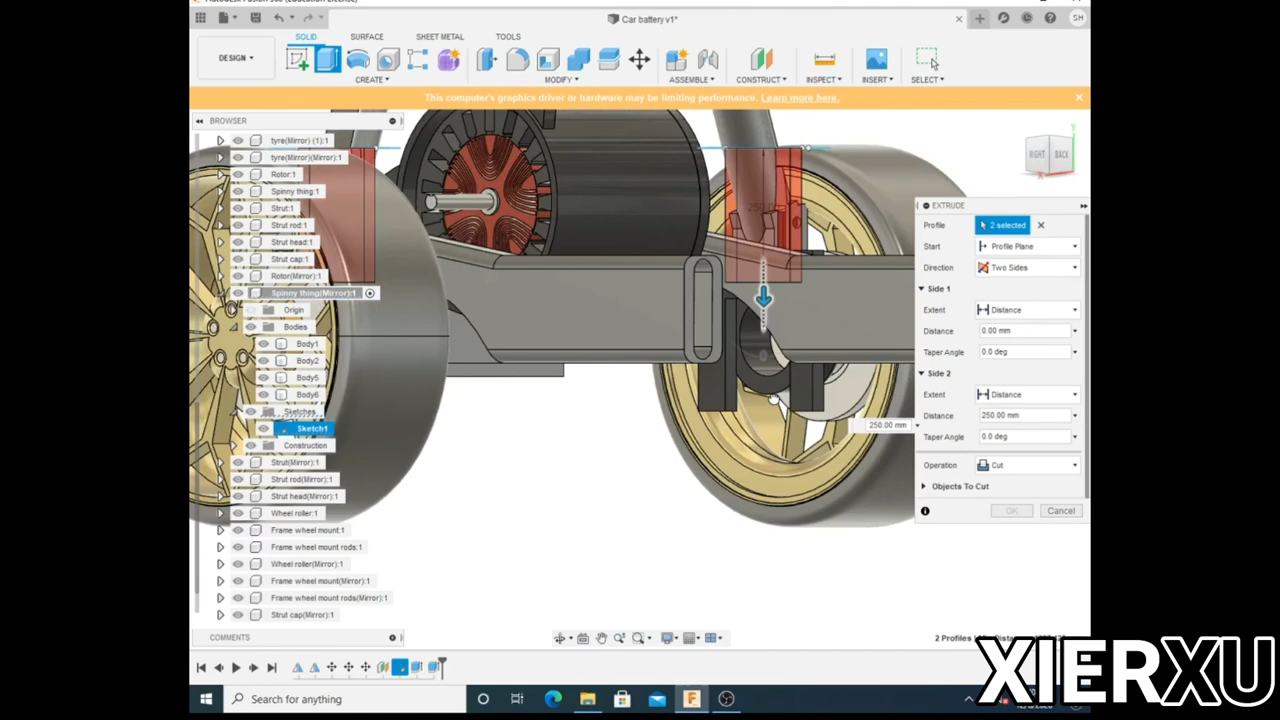 Car battery v1*
SH
DESIGN
SOLID
SURFACE
SHEET METAL
TOOLS
CREATE
MODIFY
ASSEMBLE
CONSTRUCT
INSPECT
INSERT
SELECT
This computer's graphics driver or hardware may be limiting performance. Learn more here.
BROWSER
tyre(Mirror) (1):1
tyre(Mirror)(Mirror):1
Rotor:1
Spinny thing:1
Strut:1
Strut rod:1
Strut head:1
Strut cap:1
Rotor(Mirror):1
Spinny thing(Mirror):1
Origin
Bodies
Body1
Body2
Body5
Body6
Sketches
Sketch1
Construction
Strut(Mirror):1
Strut rod(Mirror):1
Strut head(Mirror):1
Wheel roller:1
Frame wheel mount:1
Frame wheel mount rods:1
Wheel roller(Mirror):1
Frame wheel mount(Mirror):1
Frame wheel mount rods(Mirror):1
Strut cap(Mirror):1
RIGHT
BACK
Y
X
EXTRUDE
Profile
2 selected
Start
Profile Plane
Direction
Two Sides
Side 1
Extent
Distance
Distance
0.00 mm
Taper Angle
0.0 deg
Side 2
Extent
Distance
Distance
250.00 mm
Taper Angle
0.0 deg
Operation
Cut
Objects To Cut
OK
Cancel
250.00 mm
COMMENTS
XIERXU
Search for anything